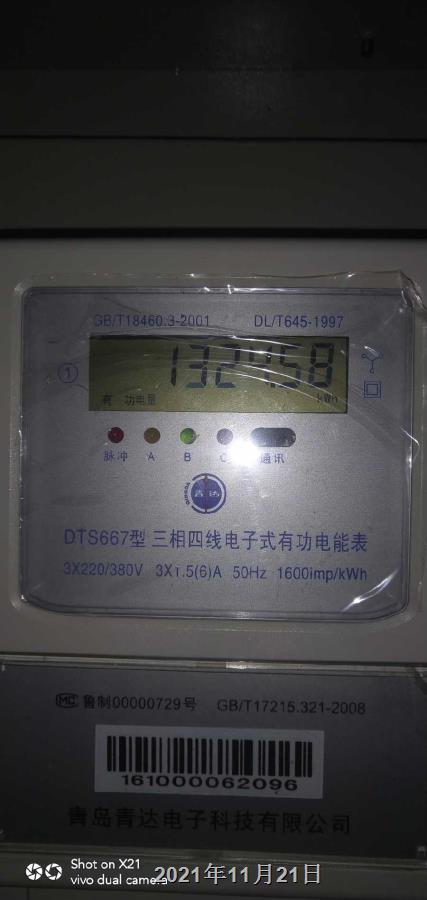 GB/T18460.3-2001 DL/T645-1997
①
1324.58
有 功电量 kWh
脉冲 A B C 通讯
青达
DTS667型 三相四线电子式有功电能表
3X220/380V 3X1.5(6)A 50Hz 1600imp/kWh
MC 鲁制00000729号 GB/T17215.321-2008
161000062096
青岛青达电子科技有限公司
Shot on X21
vivo dual camera
2021年11月21日